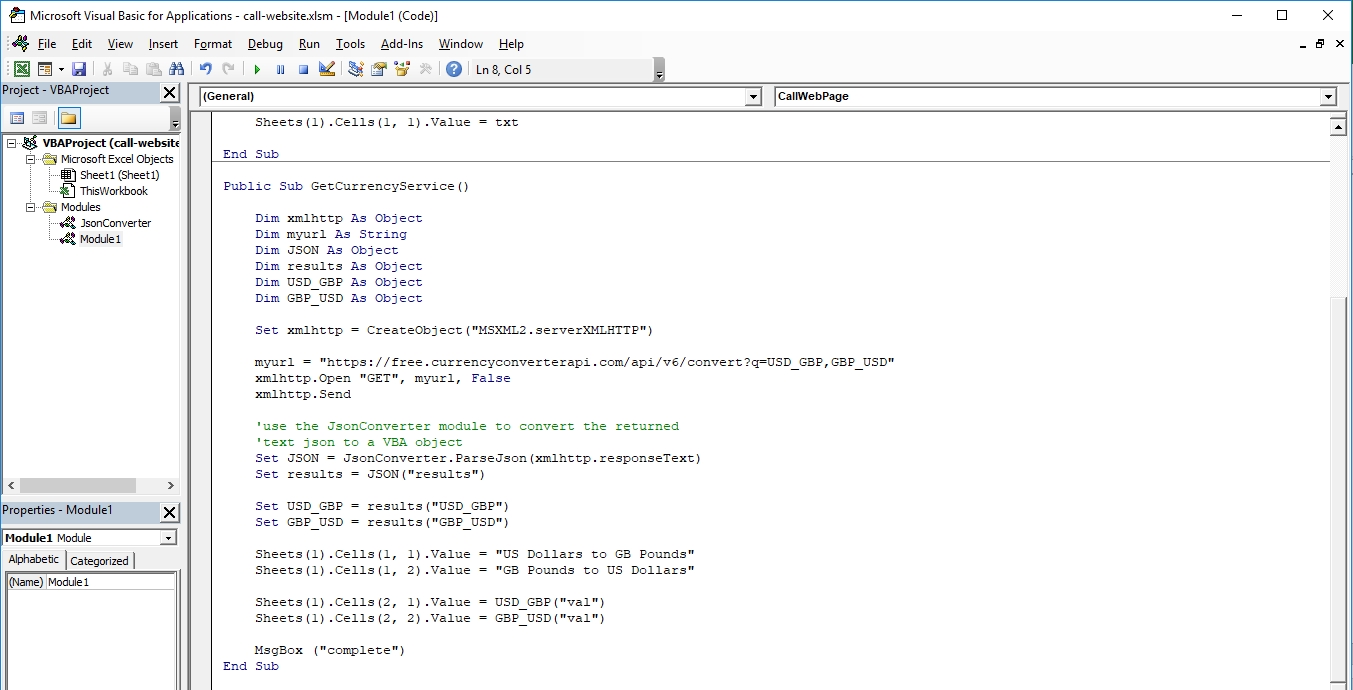 Microsoft Visual Basic for Applications - call-website.xlsm - [Module1 (Code)]
File Edit View Insert Format Debug Run Tools Add-Ins Window Help
Ln 8, Col 5
Project - VBAProject
(General)
CallWebPage
VBAProject (call-website
Microsoft Excel Objects
Sheet1 (Sheet1)
ThisWorkbook
Modules
JsonConverter
Module1
Properties - Module1
Module1 Module
Alphabetic Categorized
(Name) Module1
Sheets(1).Cells(1, 1).Value = txt
End Sub
Public Sub GetCurrencyService()
Dim xmlhttp As Object
Dim myurl As String
Dim JSON As Object
Dim results As Object
Dim USD_GBP As Object
Dim GBP_USD As Object
Set xmlhttp = CreateObject("MSXML2.serverXMLHTTP")
myurl = "https://free.currencyconverterapi.com/api/v6/convert?q=USD_GBP,GBP_USD"
xmlhttp.Open "GET", myurl, False
xmlhttp.Send
'use the JsonConverter module to convert the returned
'text json to a VBA object
Set JSON = JsonConverter.ParseJson(xmlhttp.responseText)
Set results = JSON("results")
Set USD_GBP = results("USD_GBP")
Set GBP_USD = results("GBP_USD")
Sheets(1).Cells(1, 1).Value = "US Dollars to GB Pounds"
Sheets(1).Cells(1, 2).Value = "GB Pounds to US Dollars"
Sheets(1).Cells(2, 1).Value = USD_GBP("val")
Sheets(1).Cells(2, 2).Value = GBP_USD("val")
MsgBox ("complete")
End Sub